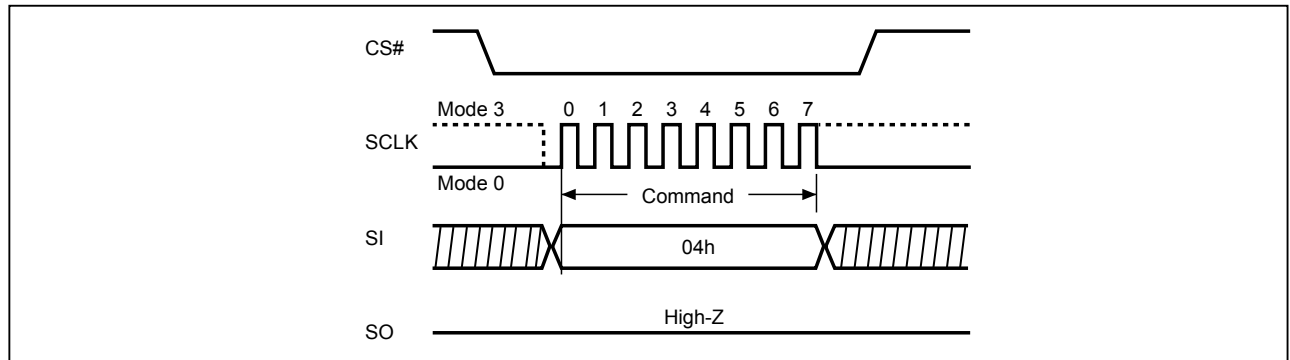 CS#
Mode 3
0 1 2 3 4 5 6 7
SCLK
Mode 0
Command
SI
04h
High-Z
SO